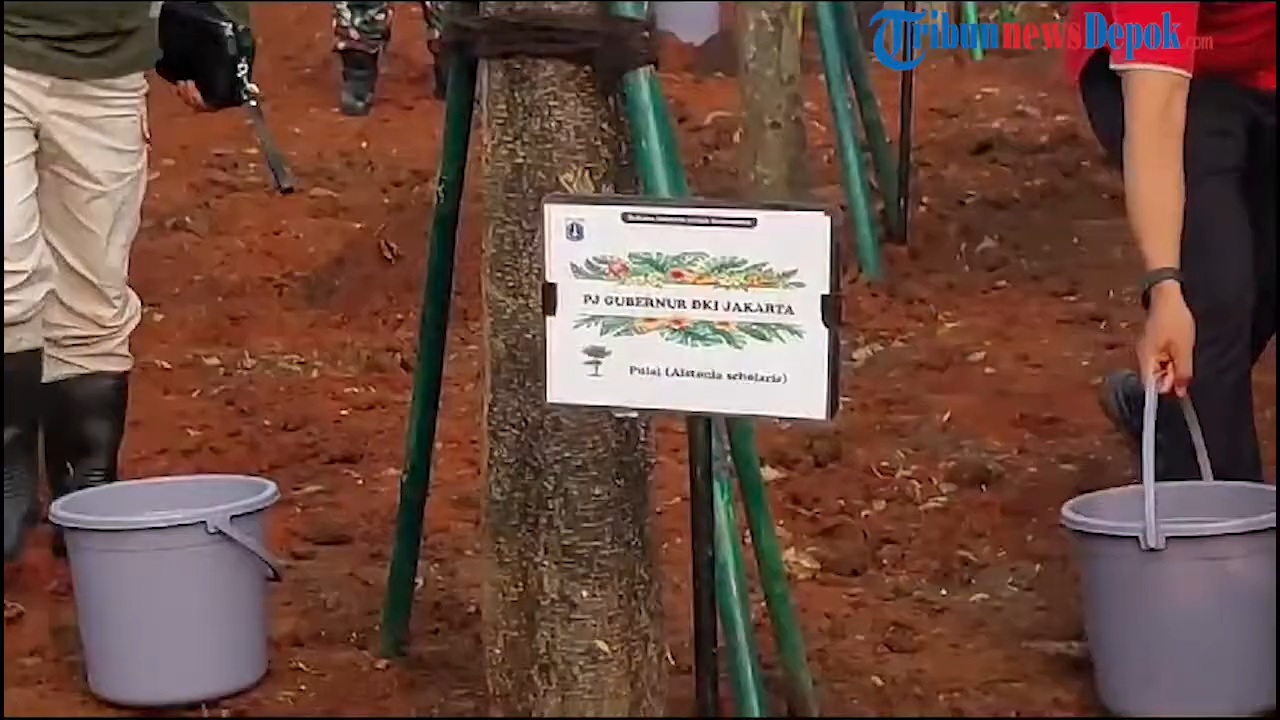 TribunnewsDepok.com
PJ GUBERNUR DKI JAKARTA
Pulai (Alstonia scholaris)